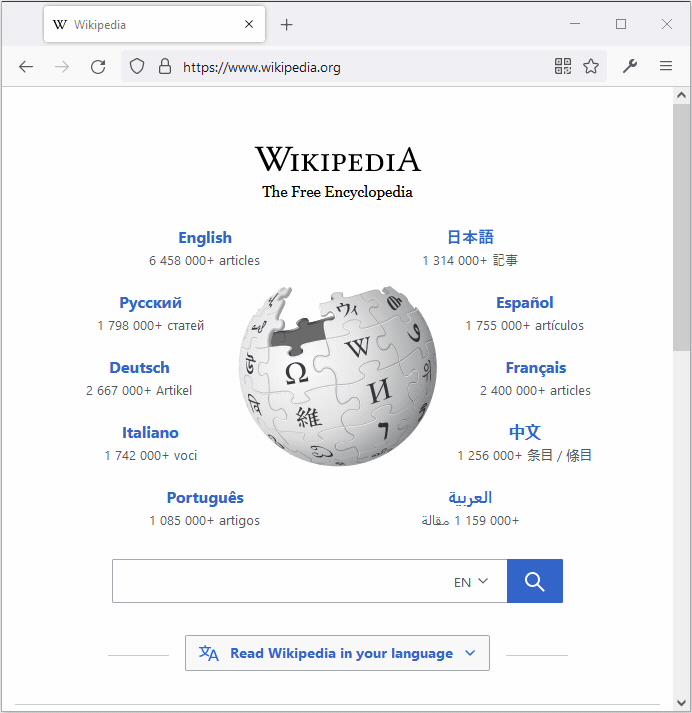 Wikipedia
https://www.wikipedia.org
WIKIPEDIA
The Free Encyclopedia
English
6 458 000+ articles
日本語
1 314 000+ 記事
Русский
1 798 000+ статей
Español
1 755 000+ artículos
Deutsch
2 667 000+ Artikel
Français
2 400 000+ articles
Italiano
1 742 000+ voci
中文
1 256 000+ 条目 / 條目
Português
1 085 000+ artigos
العربية
1 159 000+ مقالة
Ω
W
И
維
ウィ
EN
Read Wikipedia in your language